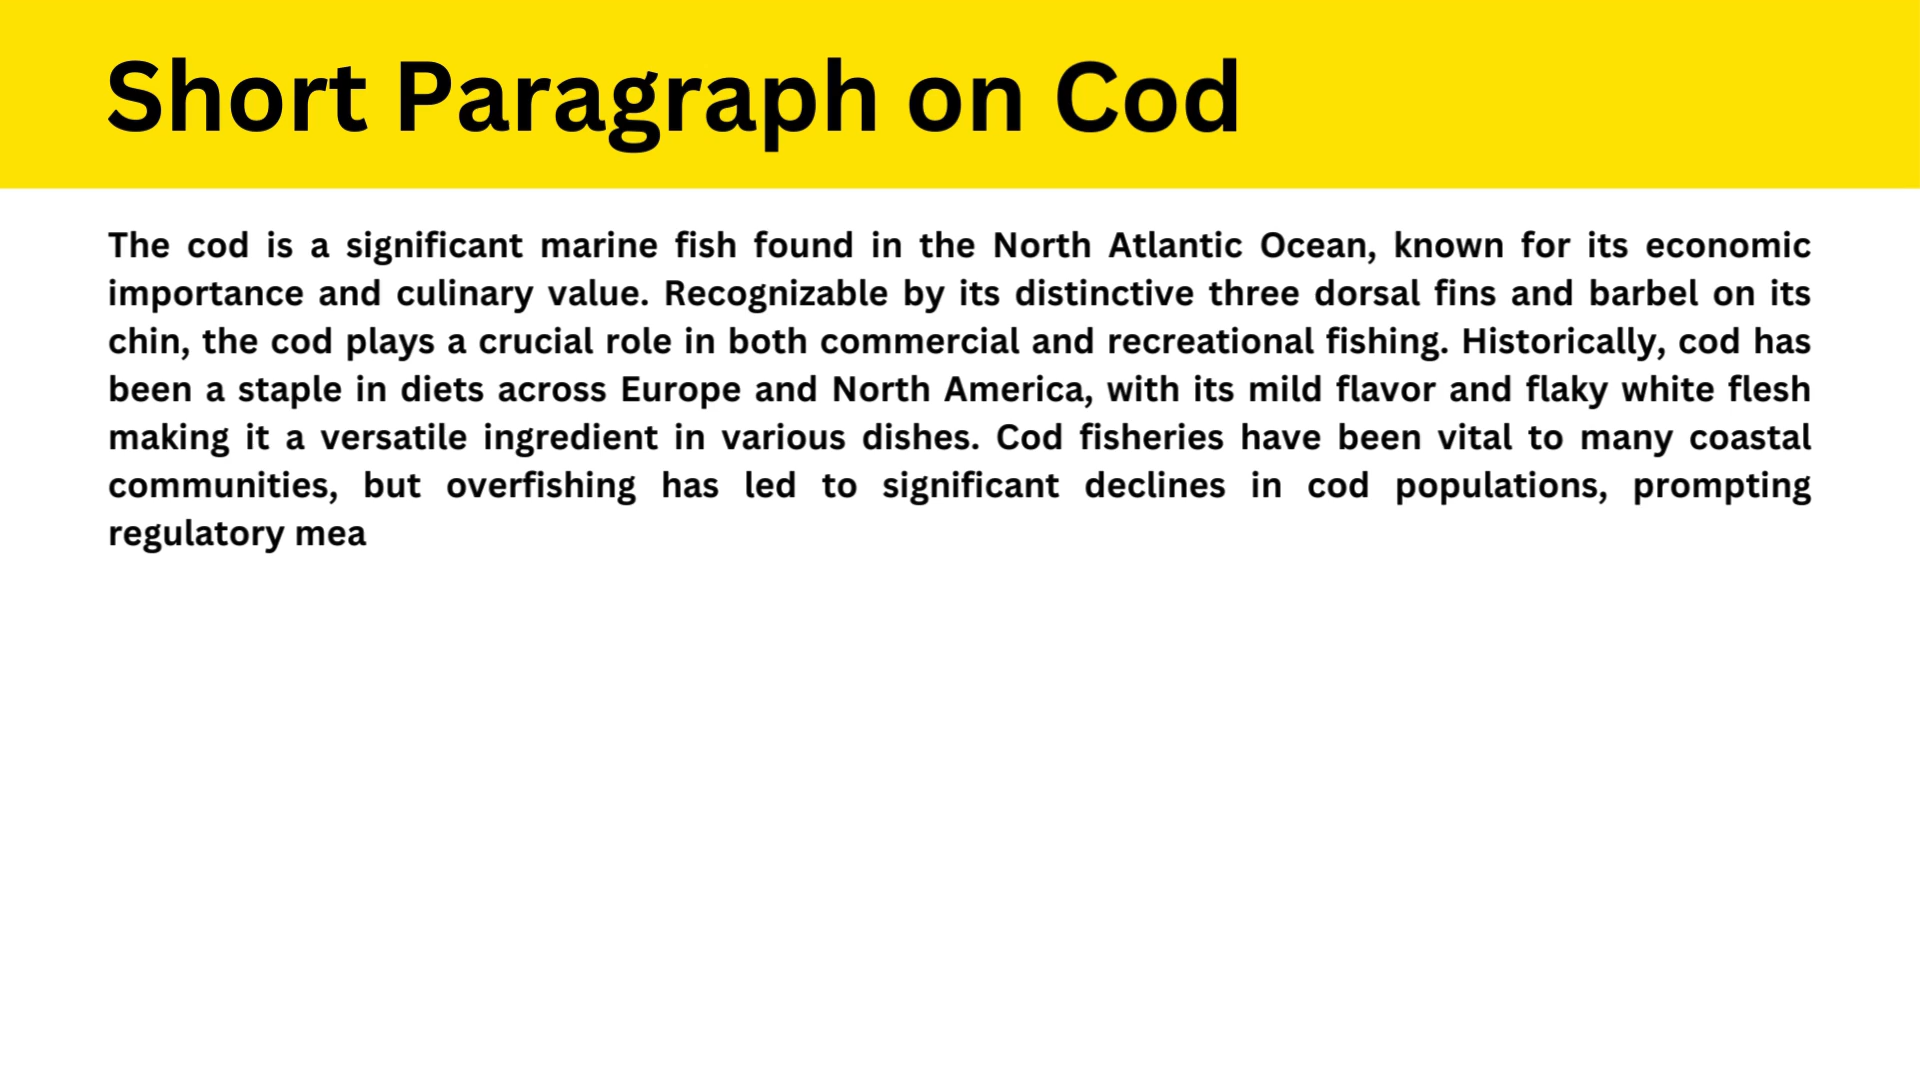 Short Paragraph on Cod
The cod is a significant marine fish found in the North Atlantic Ocean, known for its economic
importance and culinary value. Recognizable by its distinctive three dorsal fins and barbel on its
chin, the cod plays a crucial role in both commercial and recreational fishing. Historically, cod has
been a staple in diets across Europe and North America, with its mild flavor and flaky white flesh
making it a versatile ingredient in various dishes. Cod fisheries have been vital to many coastal
communities, but overfishing has led to significant declines in cod populations, prompting
regulatory mea